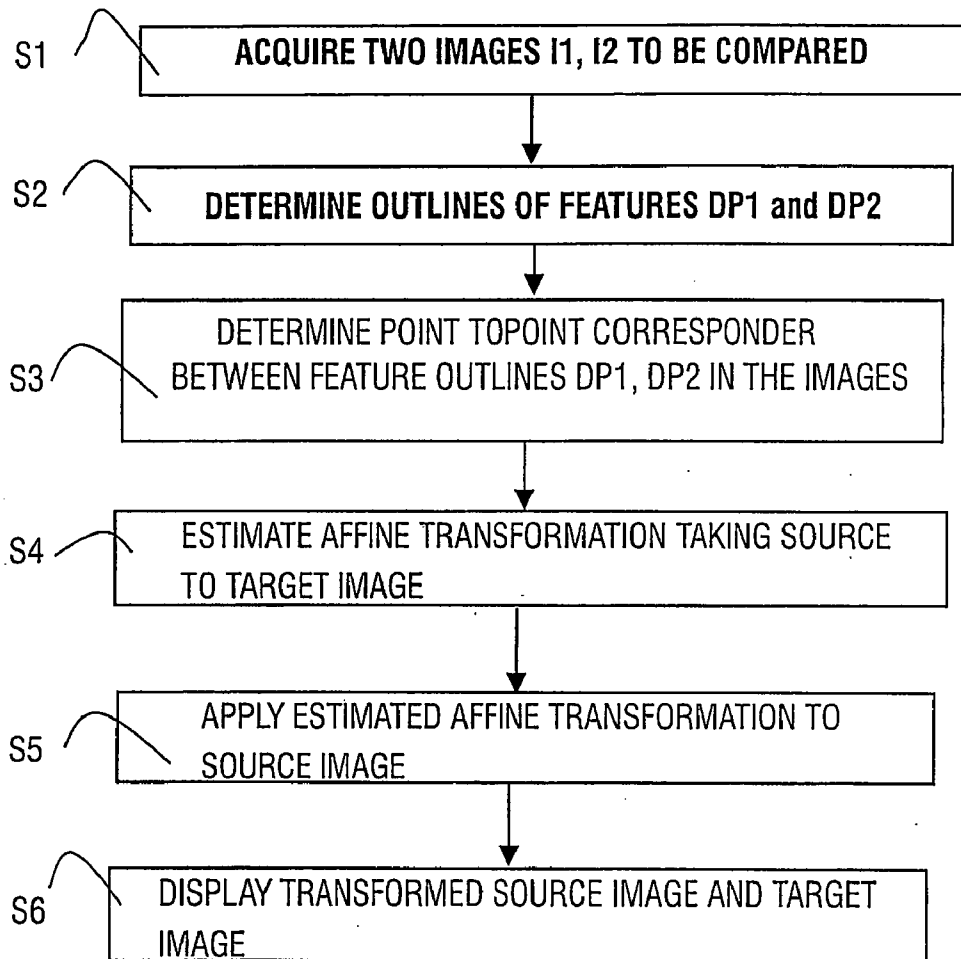 S1
ACQUIRE TWO IMAGES I1, I2 TO BE COMPARED
S2
DETERMINE OUTLINES OF FEATURES DP1 and DP2
S3
DETERMINE POINT TOPOINT CORRESPONDER
BETWEEN FEATURE OUTLINES DP1, DP2 IN THE IMAGES
S4
ESTIMATE AFFINE TRANSFORMATION TAKING SOURCE
TO TARGET IMAGE
S5
APPLY ESTIMATED AFFINE TRANSFORMATION TO
SOURCE IMAGE
S6
DISPLAY TRANSFORMED SOURCE IMAGE AND TARGET
IMAGE